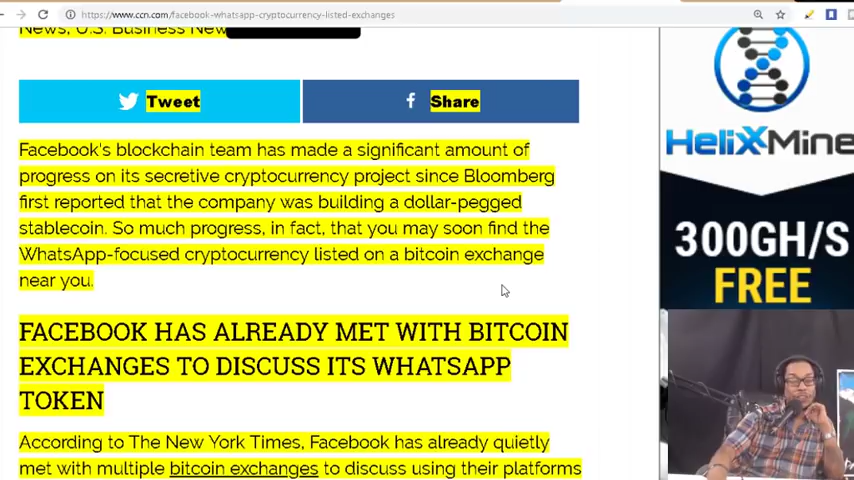 https://www.ccn.com/facebook-whatsapp-cryptocurrency-listed-exchanges
News, U.S. Business New
Tweet
Share
Facebook's blockchain team has made a significant amount of
progress on its secretive cryptocurrency project since Bloomberg
first reported that the company was building a dollar-pegged
stablecoin. So much progress, in fact, that you may soon find the
WhatsApp-focused cryptocurrency listed on a bitcoin exchange
near you.
FACEBOOK HAS ALREADY MET WITH BITCOIN
EXCHANGES TO DISCUSS ITS WHATSAPP
TOKEN
According to The New York Times, Facebook has already quietly
met with multiple bitcoin exchanges to discuss using their platforms
HeliXMine
300GH/S
FREE